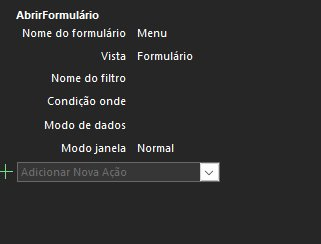 AbrirFormulário
Nome do formulário Menu
Vista Formulário
Nome do filtro
Condição onde
Modo de dados
Modo janela Normal
Adicionar Nova Ação